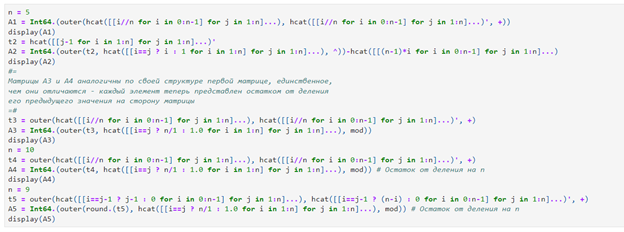 n = 5
A1 = Int64.(outer(hcat([[i//n for i in 0:n-1] for j in 1:n]...), hcat([[i//n for i in 0:n-1] for j in 1:n]...)', +))
display(A1)
t2 = hcat([[j-1 for i in 1:n] for j in 1:n]...)'
A2 = Int64.(outer(t2, hcat([[i==j ? i : 1 for i in 1:n] for j in 1:n]...), ^))-hcat([[(n-1)*i for i in 0:n-1] for j in 1:n]...)
display(A2)
#=
Матрицы A3 и A4 аналогичны по своей структуре первой матрице, единственное,
чем они отличаются - каждый элемент теперь представлен остатком от деления
его предыдущего значения на сторону матрицы
=#
t3 = outer(hcat([[i//n for i in 0:n-1] for j in 1:n]...), hcat([[i//n for i in 0:n-1] for j in 1:n]...)', +)
A3 = Int64.(outer(t3, hcat([[i==j ? n/1 : 1.0 for i in 1:n] for j in 1:n]...), mod))
display(A3)
n = 10
t4 = outer(hcat([[i//n for i in 0:n-1] for j in 1:n]...), hcat([[i//n for i in 0:n-1] for j in 1:n]...)', +)
A4 = Int64.(outer(t4, hcat([[i==j ? n/1 : 1.0 for i in 1:n] for j in 1:n]...), mod)) # Остаток от деления на n
display(A4)
n = 9
t5 = outer(hcat([[i==j-1 ? j-1 : 0 for i in 0:n-1] for j in 1:n]...), hcat([[i==j-1 ? (n-i) : 0 for i in 0:n-1] for j in 1:n]...)', +)
A5 = Int64.(outer(round.(t5), hcat([[i==j ? n/1 : 1.0 for i in 1:n] for j in 1:n]...), mod)) # Остаток от деления на n
display(A5)